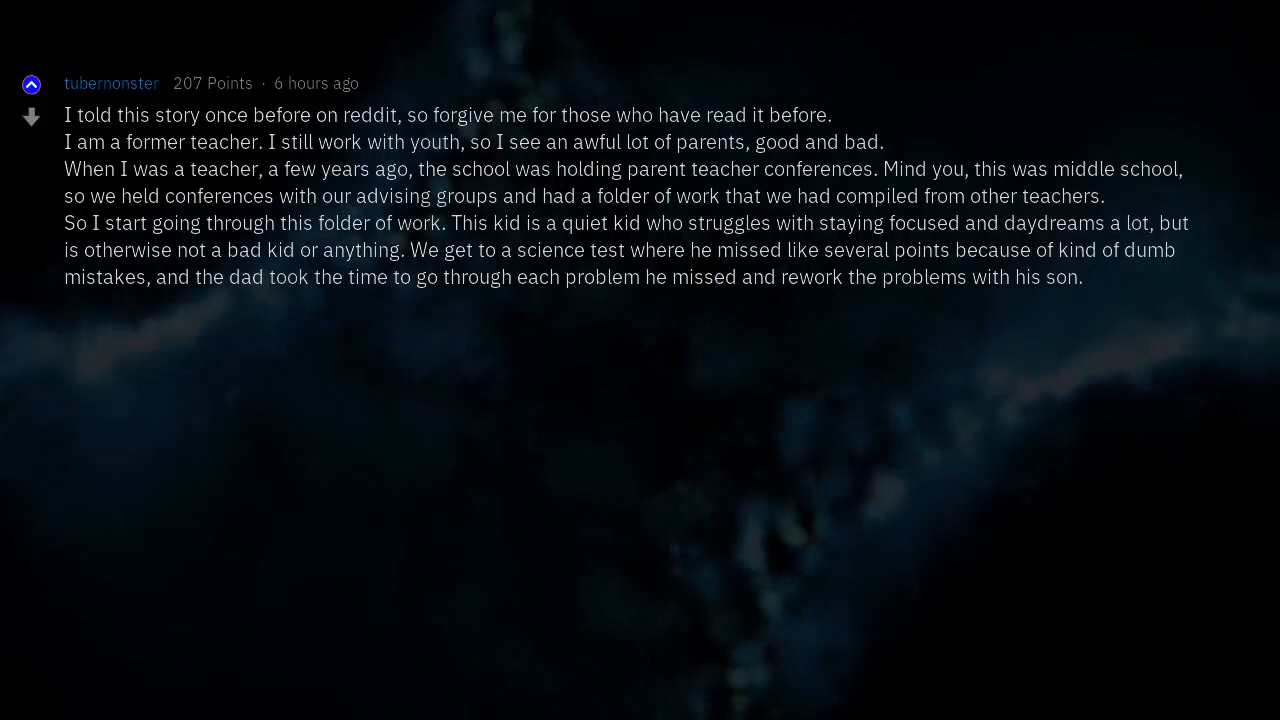 tubernonster 207 Points · 6 hours ago
I told this story once before on reddit, so forgive me for those who have read it before.
I am a former teacher. I still work with youth, so I see an awful lot of parents, good and bad.
When I was a teacher, a few years ago, the school was holding parent teacher conferences. Mind you, this was middle school,
so we held conferences with our advising groups and had a folder of work that we had compiled from other teachers.
So I start going through this folder of work. This kid is a quiet kid who struggles with staying focused and daydreams a lot, but
is otherwise not a bad kid or anything. We get to a science test where he missed like several points because of kind of dumb
mistakes, and the dad took the time to go through each problem he missed and rework the problems with his son.